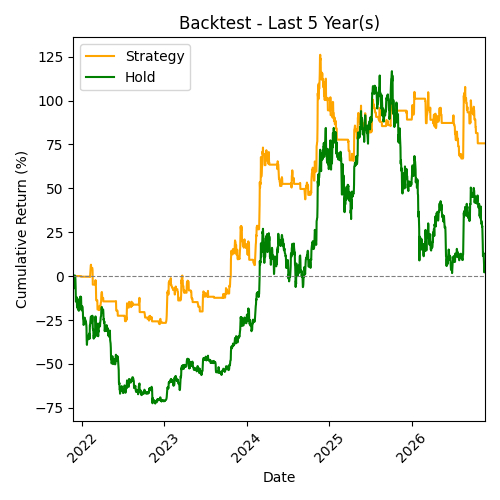 Backtest - Last 5 Year(s)
Strategy
Hold
Cumulative Return (%)
125
100
75
50
25
0
−25
−50
−75
2022
2023
2024
2025
2026
Date